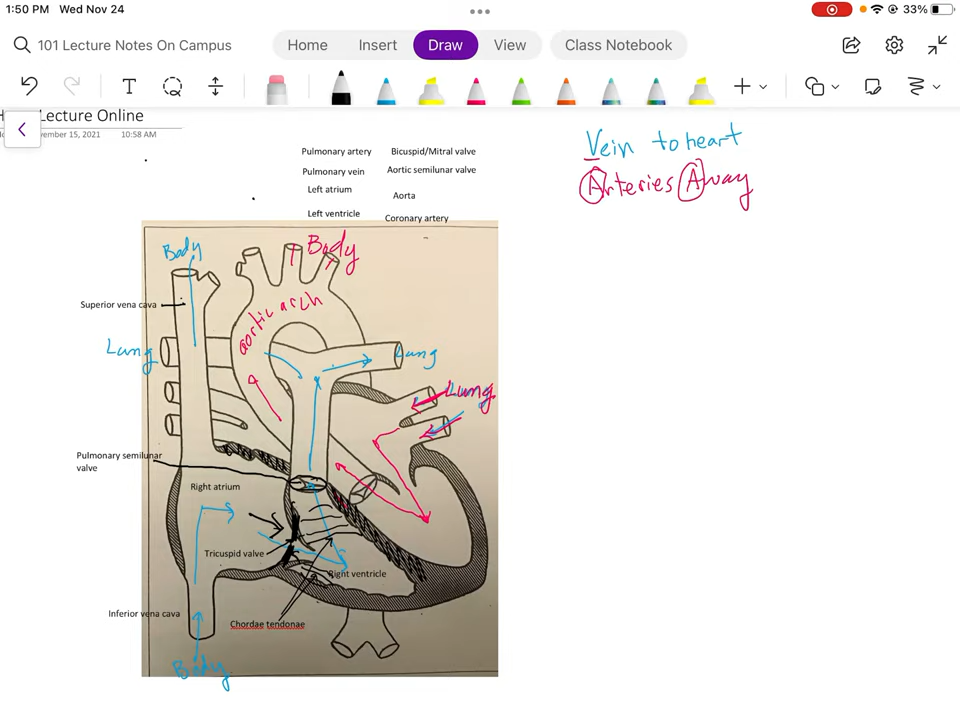 1:50 PM Wed Nov 24
33%
101 Lecture Notes On Campus
Home Insert Draw View Class Notebook
Lecture Online
10:58 AM
Vein to heart
Arteries Away
Pulmonary artery
Pulmonary vein
Left atrium
Left ventricle
Bicuspid/Mitral valve
Aortic semilunar valve
Aorta
Coronary artery
Body
Body
Superior vena cava
aortic arch
Lung
Lung
Lung
Pulmonary semilunar
valve
Right atrium
Tricuspid valve
Right ventricle
Inferior vena cava
Chordae tendonae
Body